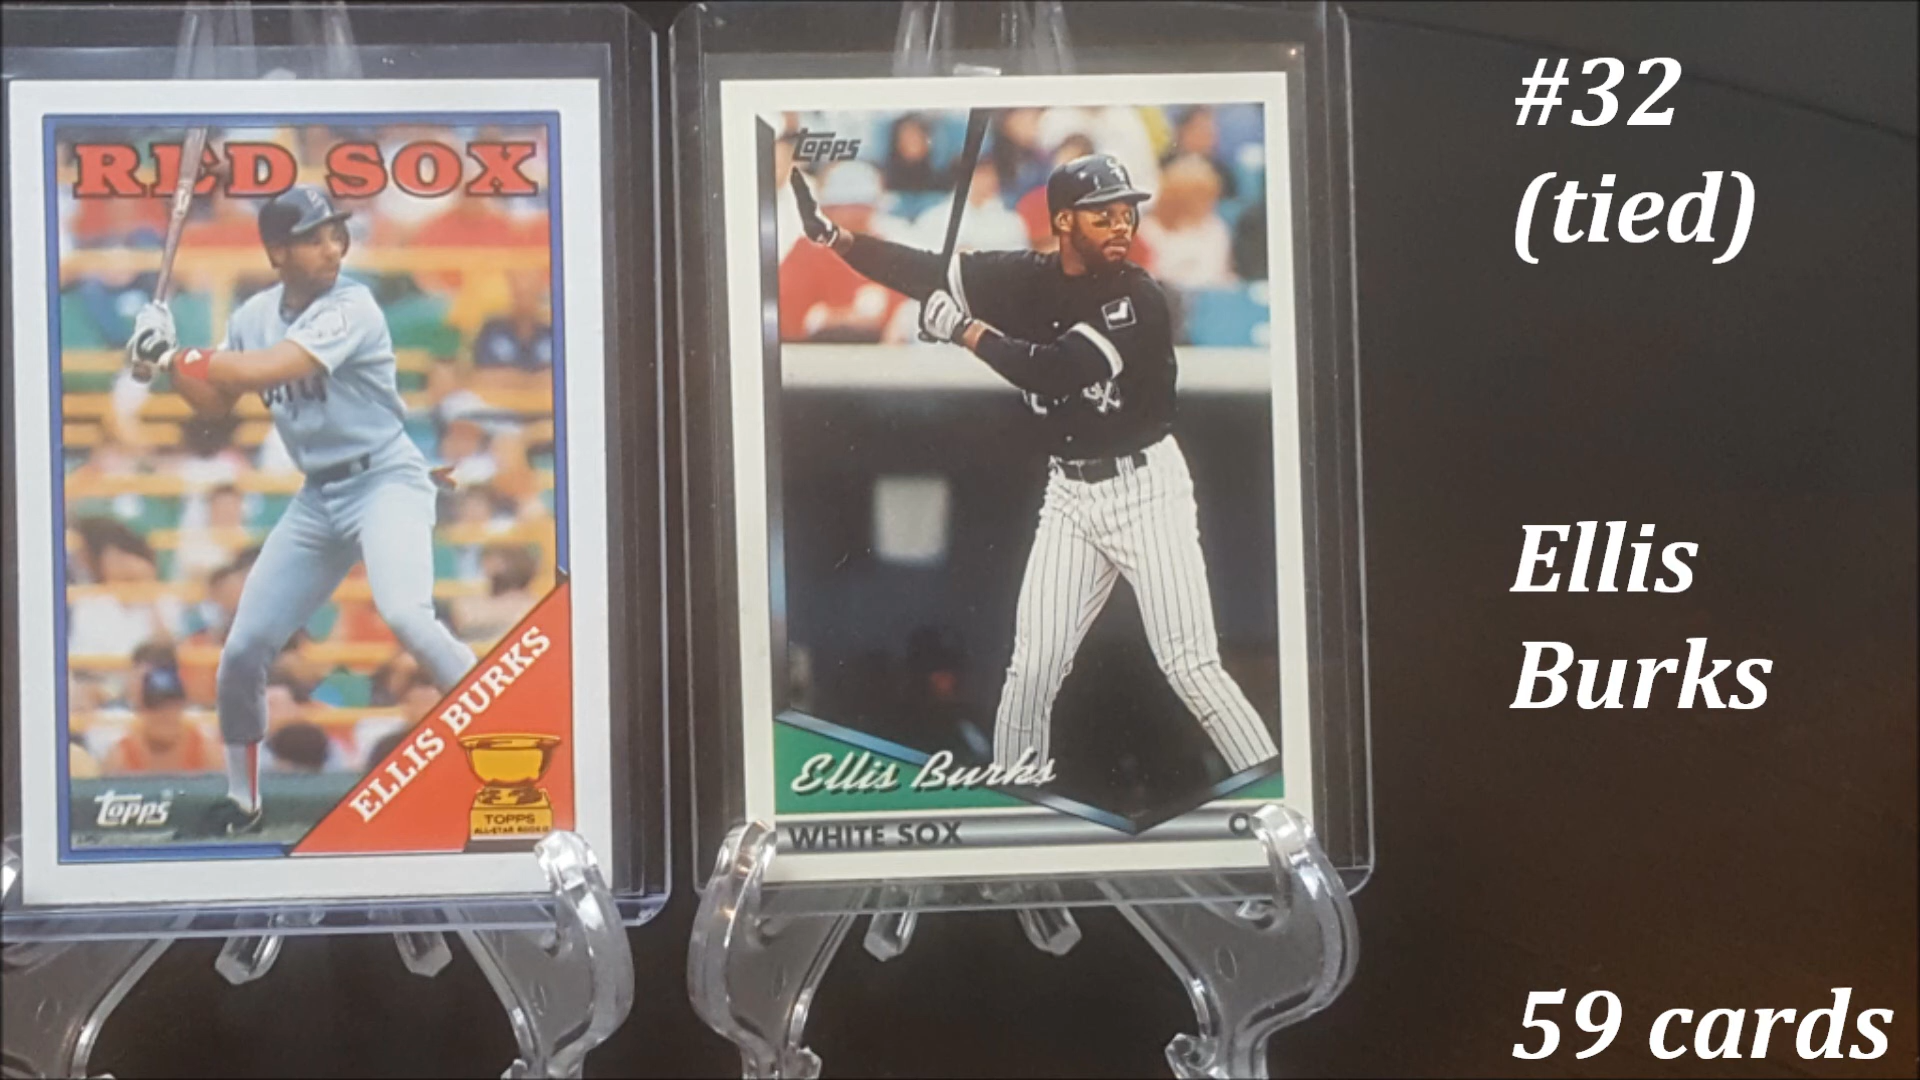 RED SOX
ELLIS BURKS
topps
TOPPS
ALL-STAR ROOKIE
topps
Ellis Burks
WHITE SOX
#32
(tied)
Ellis
Burks
59 cards